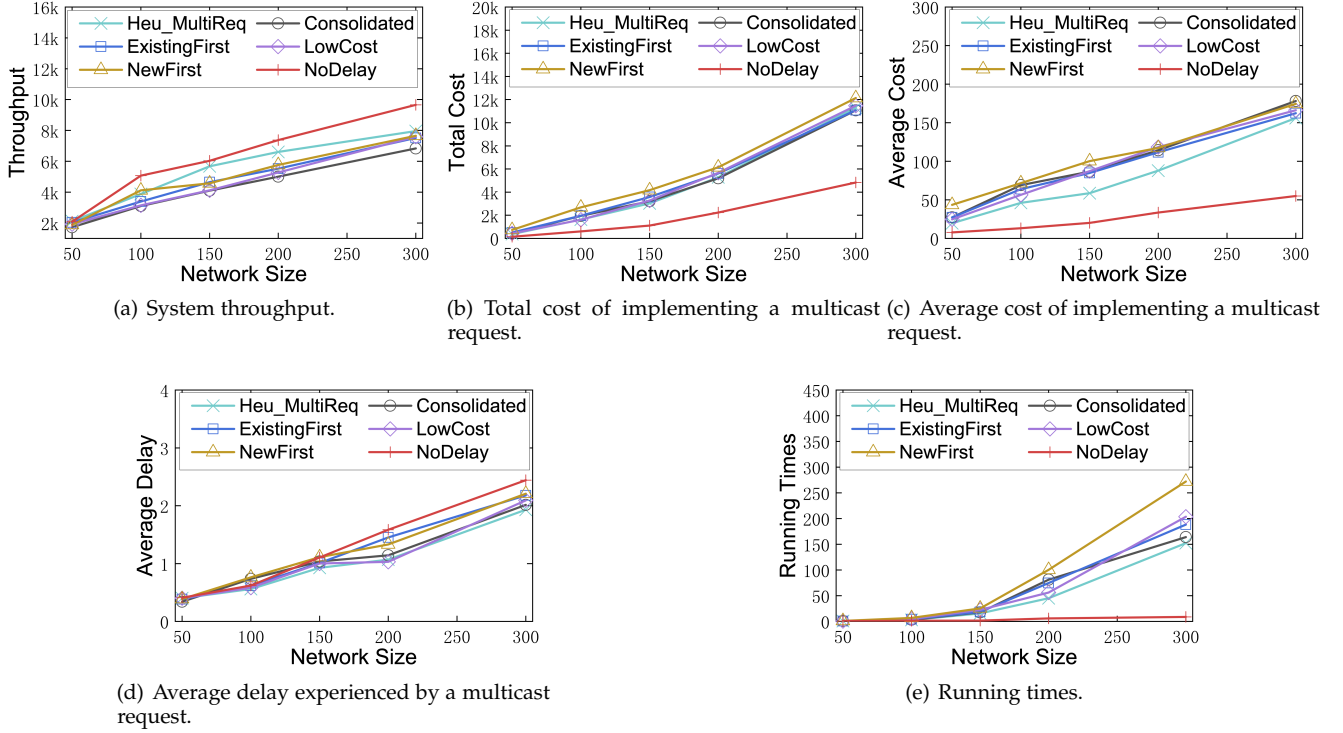 16k
14k
12k
10k
8k
6k
4k
2k
50 100 150 200 250 300
Throughput
Network Size
Heu_MultiReq
ExistingFirst
NewFirst
Consolidated
LowCost
NoDelay
(a) System throughput.
20k
18k
16k
14k
12k
10k
8k
6k
4k
2k
0
50 100 150 200 250 300
Total Cost
Network Size
Heu_MultiReq
ExistingFirst
NewFirst
Consolidated
LowCost
NoDelay
(b) Total cost of implementing a multicast
request.
300
250
200
150
100
50
0
50 100 150 200 250 300
Average Cost
Network Size
Heu_MultiReq
ExistingFirst
NewFirst
Consolidated
LowCost
NoDelay
(c) Average cost of implementing a multicast
request.
4
3
2
1
0
50 100 150 200 250 300
Average Delay
Network Size
Heu_MultiReq
ExistingFirst
NewFirst
Consolidated
LowCost
NoDelay
(d) Average delay experienced by a multicast
request.
450
400
350
300
250
200
150
100
50
0
50 100 150 200 250 300
Running Times
Network Size
Heu_MultiReq
ExistingFirst
NewFirst
Consolidated
LowCost
NoDelay
(e) Running times.